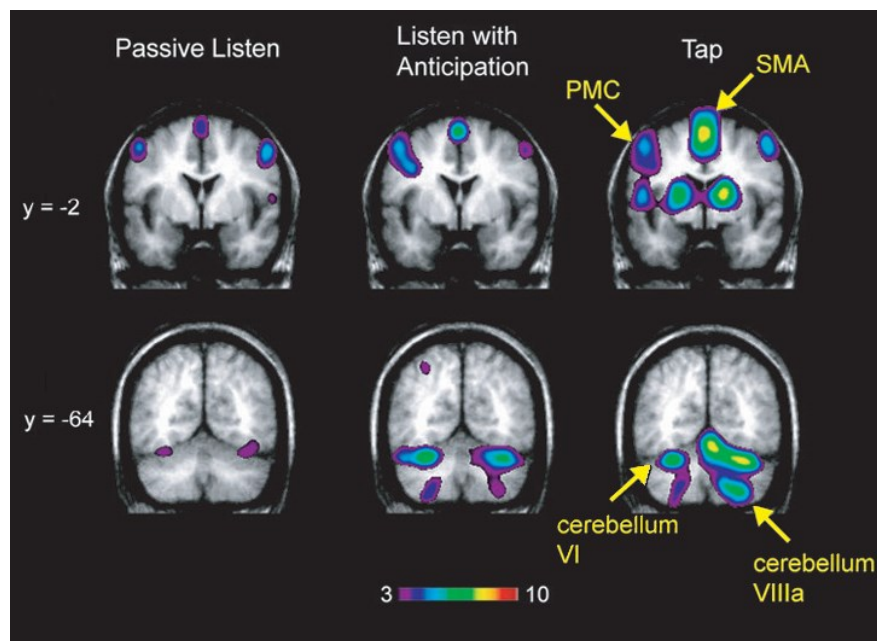 Passive Listen
Listen with
Anticipation
Tap
PMC
SMA
y = -2
y = -64
cerebellum
VI
cerebellum
VIIIa
3
10